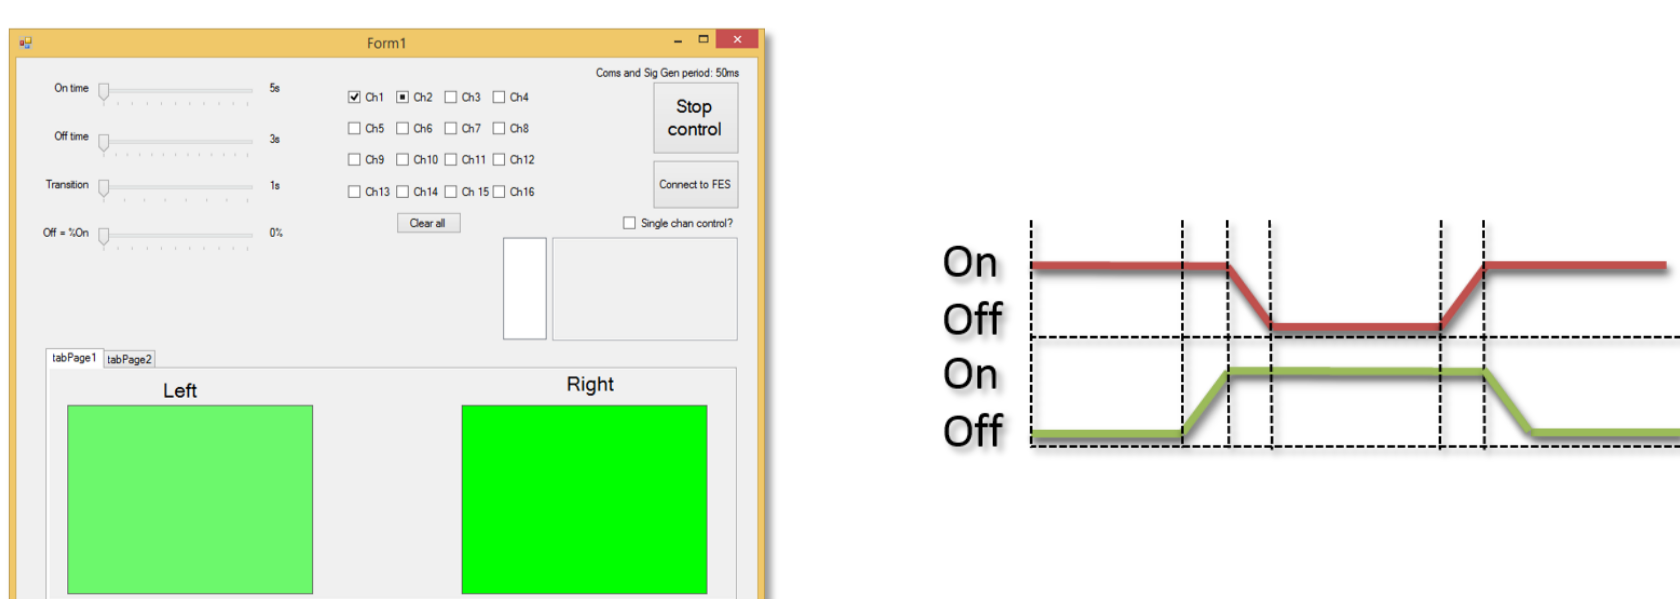 Form1
Coms and Sig Gen period: 50ms
On time 5s
Off time 3s
Transition 1s
Off = %On 0%
Ch1 Ch2 Ch3 Ch4
Ch5 Ch6 Ch7 Ch8
Ch9 Ch10 Ch11 Ch12
Ch13 Ch14 Ch 15 Ch16
Clear all
Stop
control
Connect to FES
Single chan control?
tabPage1 tabPage2
Left Right
On
Off
On
Off